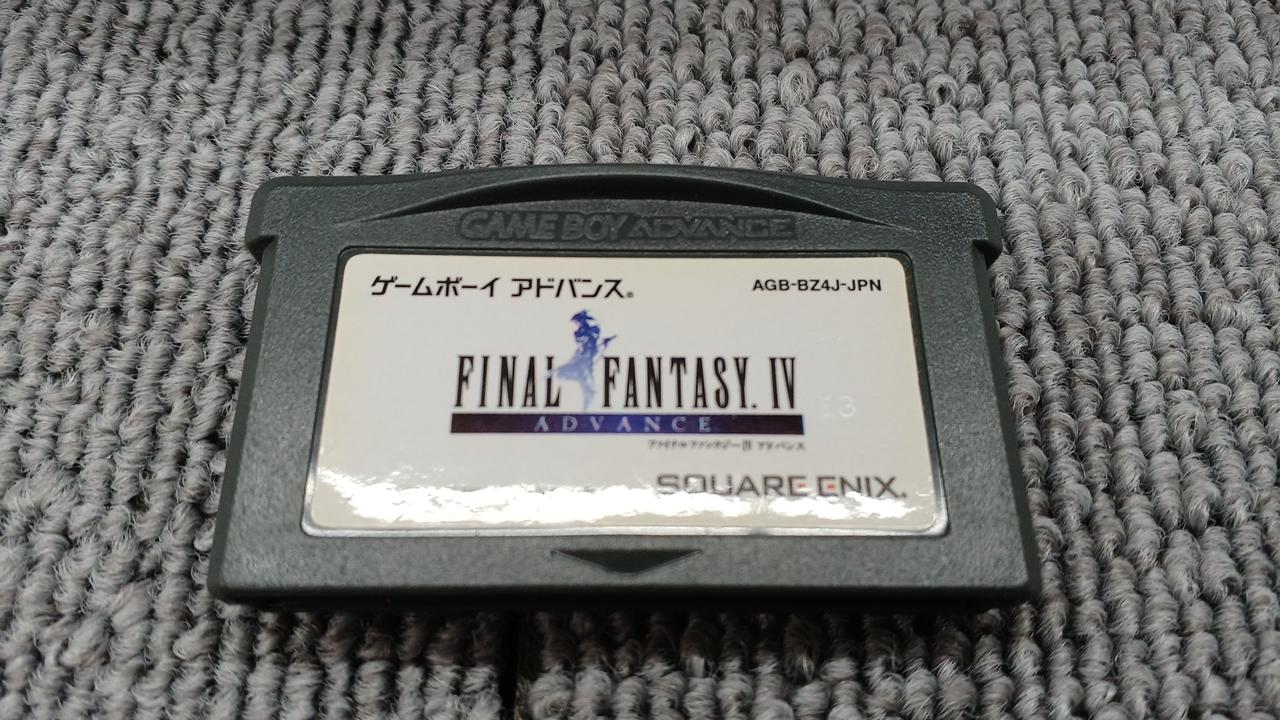 GAME BOY ADVANCE
ゲームボーイ アドバンス®
AGB-BZ4J-JPN
FINAL FANTASY. IV
ADVANCE
ファイナルファンタジーIV アドバンス
SQUARE ENIX.